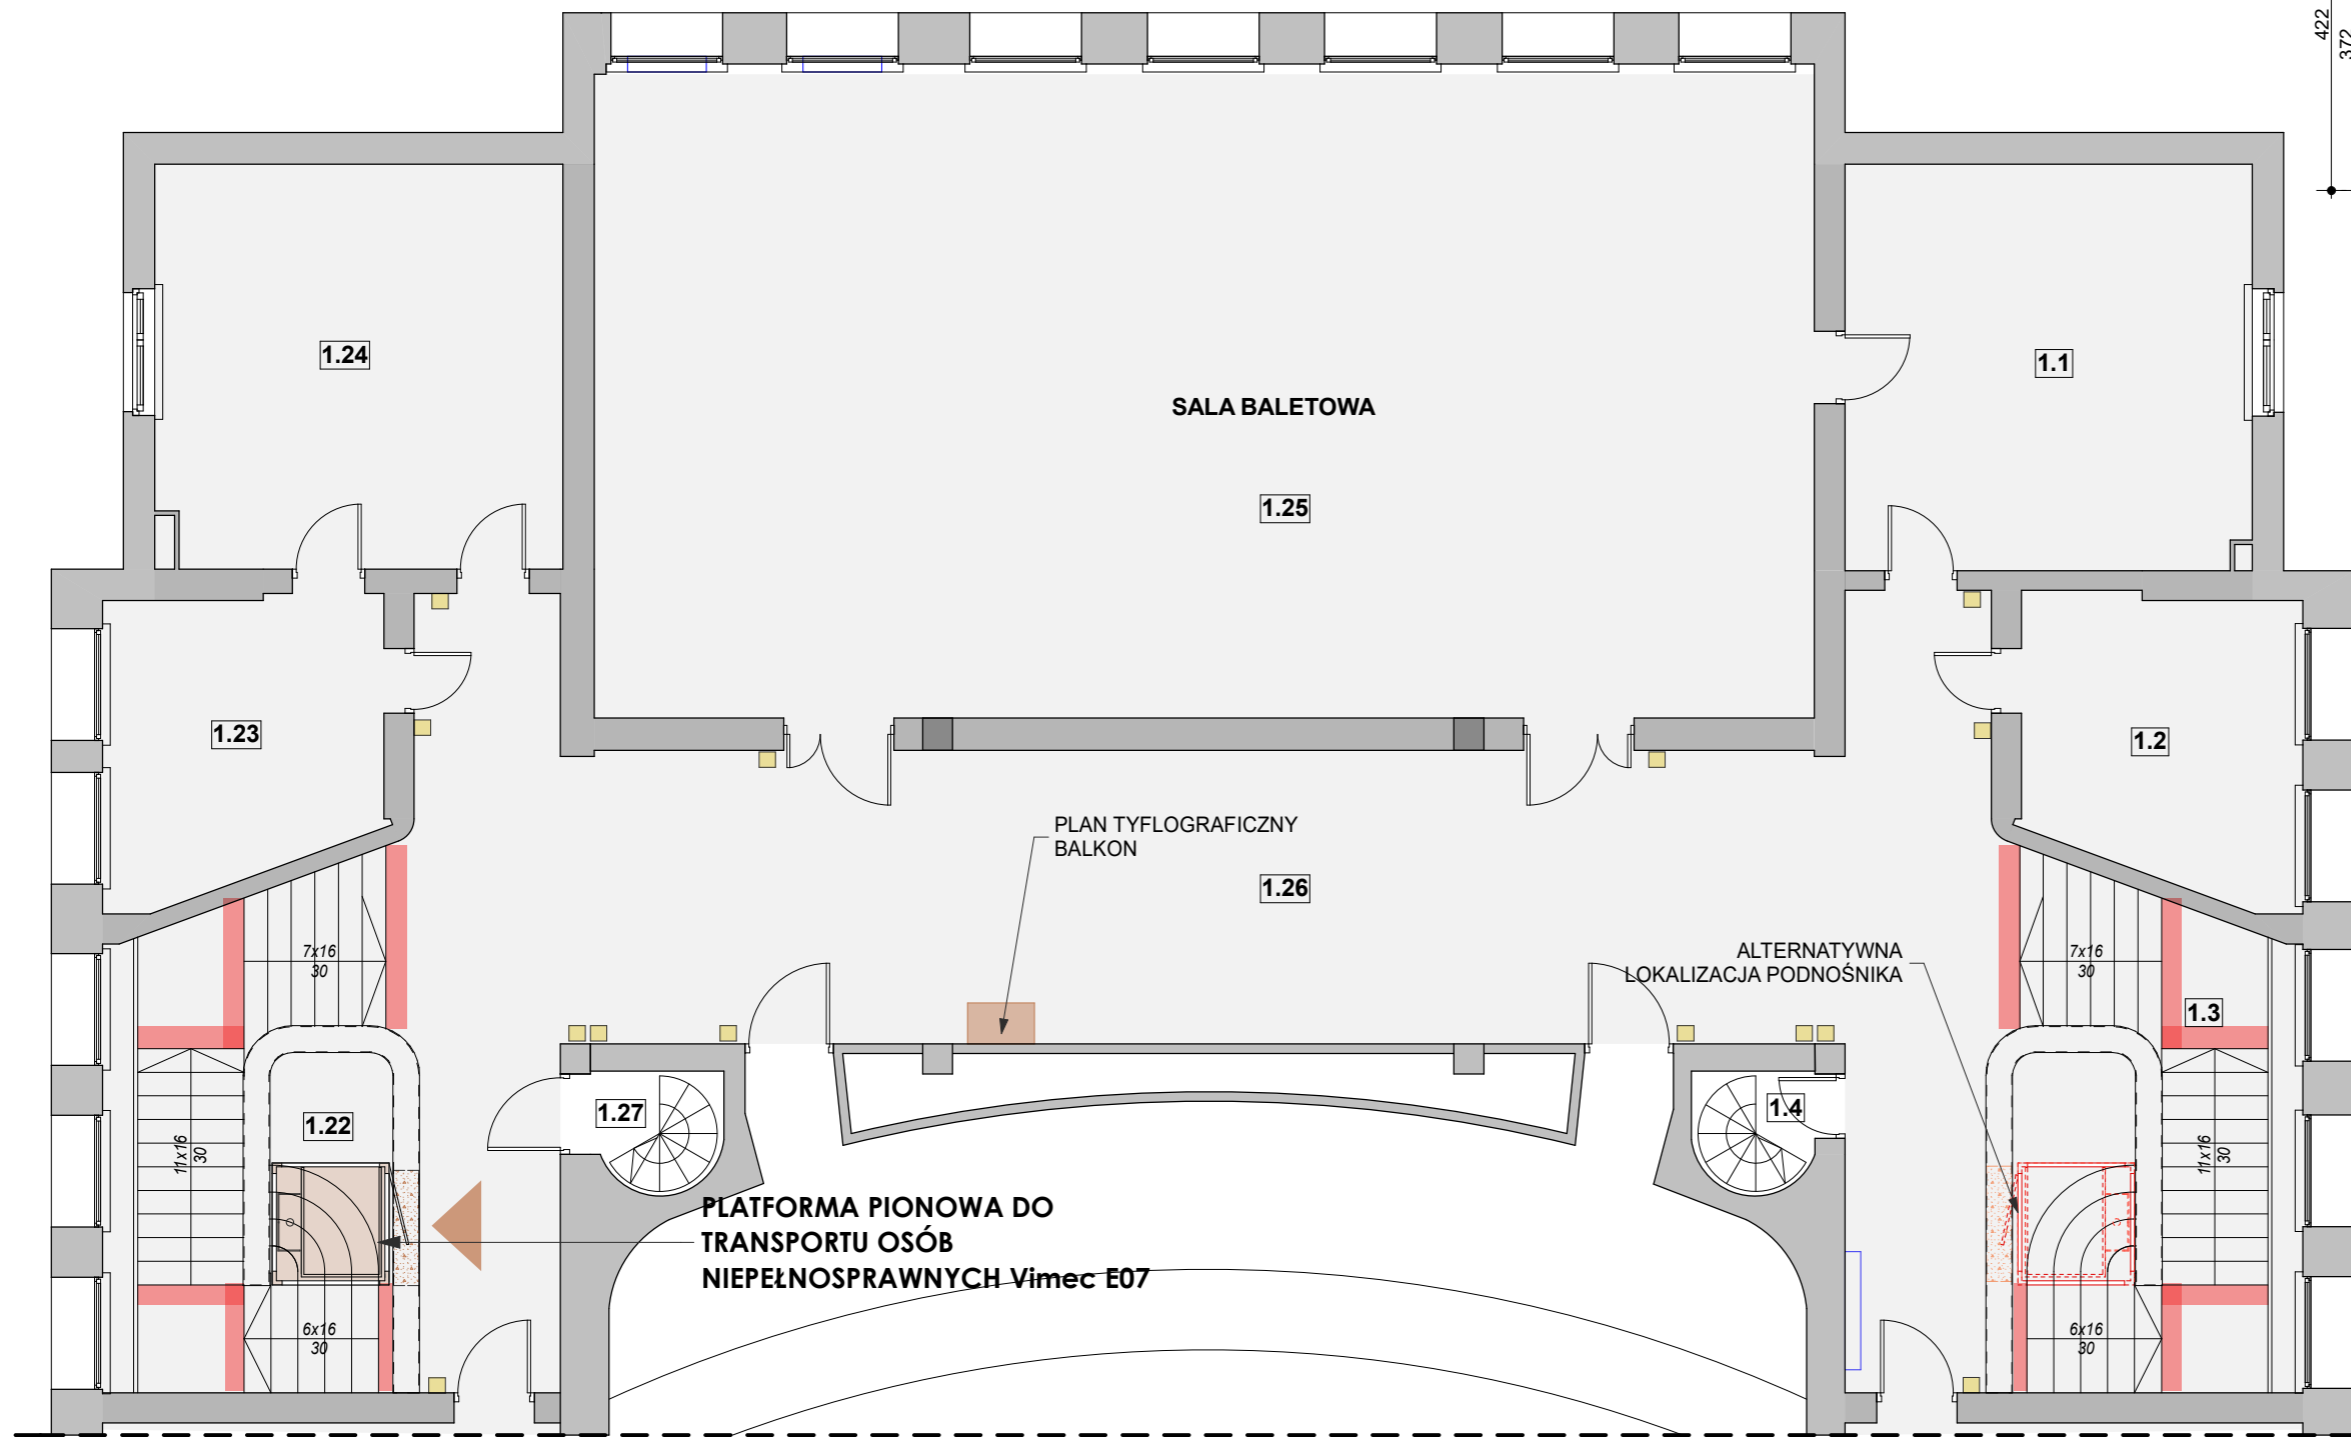 422
372
1.24
1.1
SALA BALETOWA
1.25
1.23
1.2
PLAN TYFLOGRAFICZNY
BALKON
1.26
7x16
30
ALTERNATYWNA
LOKALIZACJA PODNOŚNIKA
7x16
30
1.3
1.22
1.27
1.4
11x16
30
11x16
30
PLATFORMA PIONOWA DO
TRANSPORTU OSÓB
NIEPEŁNOSPRAWNYCH Vimec E07
6x16
30
6x16
30